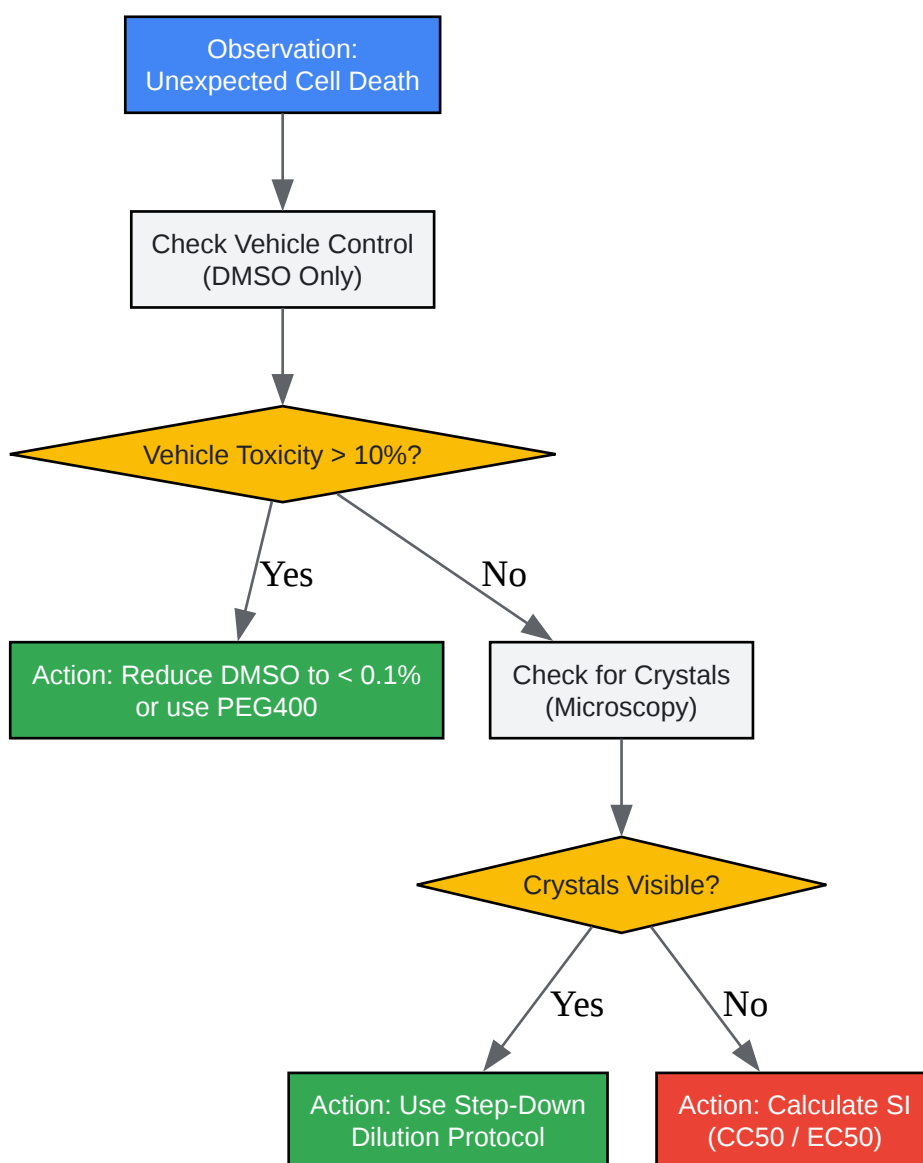 Observation:
Unexpected Cell Death
Check Vehicle Control
(DMSO Only)
Vehicle Toxicity > 10%?
Yes
No
Action: Reduce DMSO to < 0.1%
or use PEG400
Check for Crystals
(Microscopy)
Crystals Visible?
Yes
No
Action: Use Step-Down
Dilution Protocol
Action: Calculate SI
(CC50 / EC50)